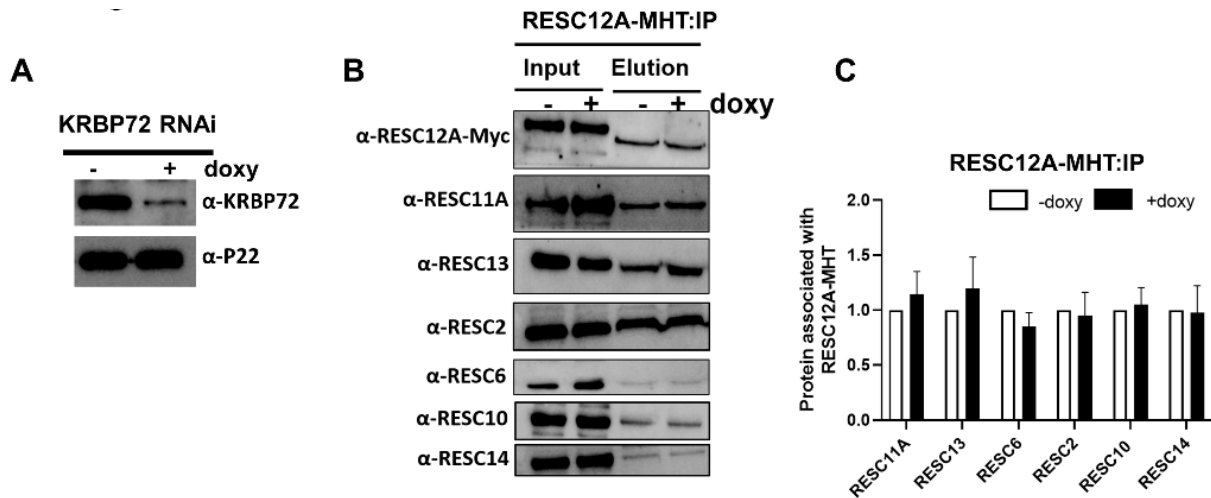 A
KRBP72 RNAi
- + doxy
α-KRBP72
α-P22
B
RESC12A-MHT:IP
Input Elution
- + - + doxy
α-RESC12A-Myc
α-RESC11A
α-RESC13
α-RESC2
α-RESC6
α-RESC10
α-RESC14
C
RESC12A-MHT:IP
-doxy +doxy
Protein associated with
RESC12A-MHT
2.0
1.5
1.0
0.5
0.0
RESC11A RESC13 RESC6 RESC2 RESC10 RESC14